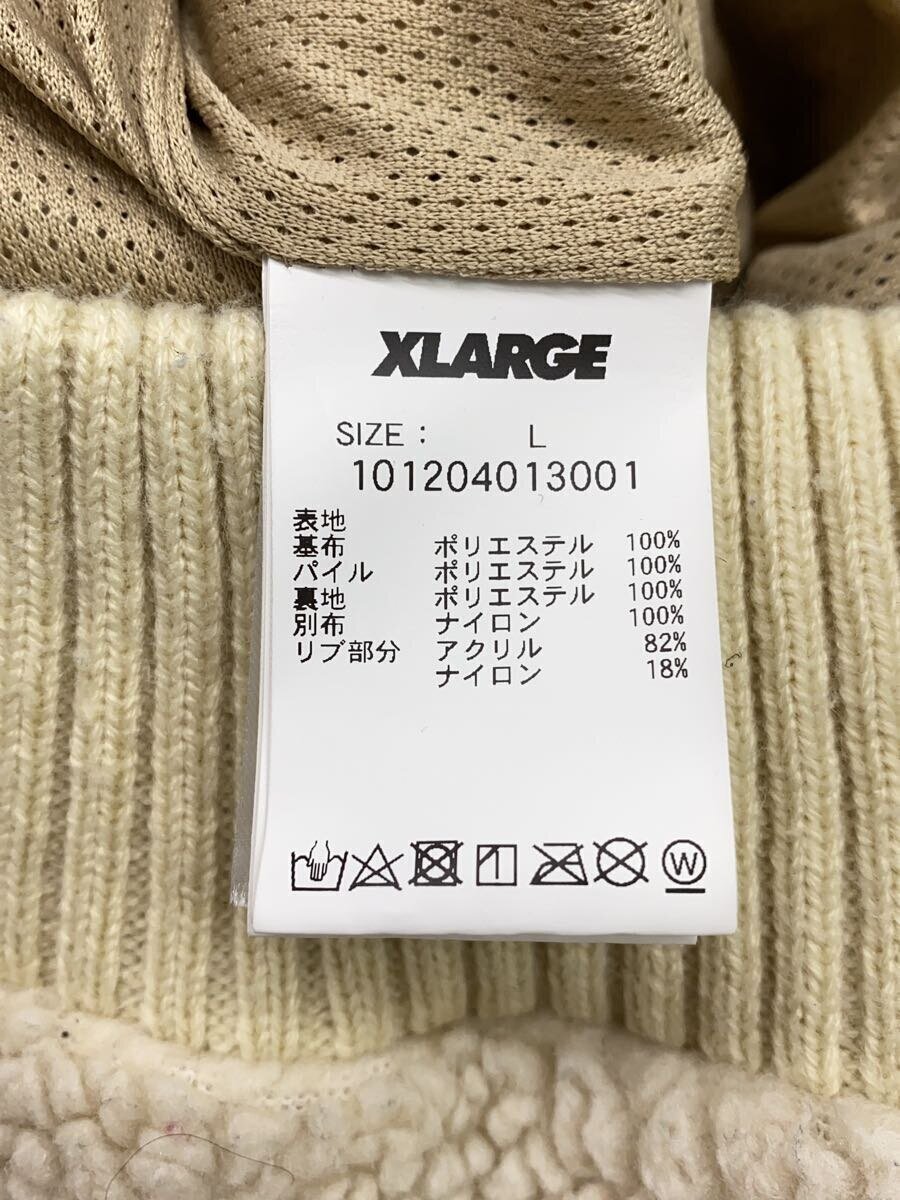 XLARGE
SIZE : L
101204013001
表地
基布 ポリエステル 100%
パイル ポリエステル 100%
裏地 ポリエステル 100%
別布 ナイロン 100%
リブ部分 アクリル 82%
ナイロン 18%
W